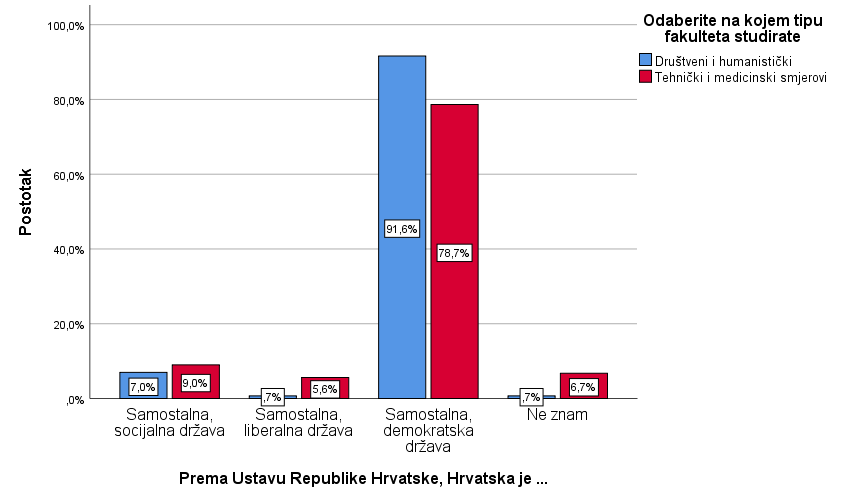 Odaberite na kojem tipu
fakulteta studirate
Društveni i humanistički
Tehnički i medicinski smjerovi
Postotak
100,0%
80,0%
60,0%
40,0%
20,0%
,0%
7,0%
9,0%
,7%
5,6%
91,6%
78,7%
,7%
6,7%
Samostalna,
socijalna država
Samostalna,
liberalna država
Samostalna,
demokratska
država
Ne znam
Prema Ustavu Republike Hrvatske, Hrvatska je ...